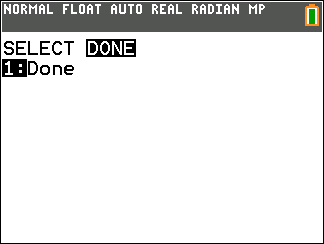 NORMAL FLOAT AUTO REAL RADIAN MP
SELECT DONE
1:Done